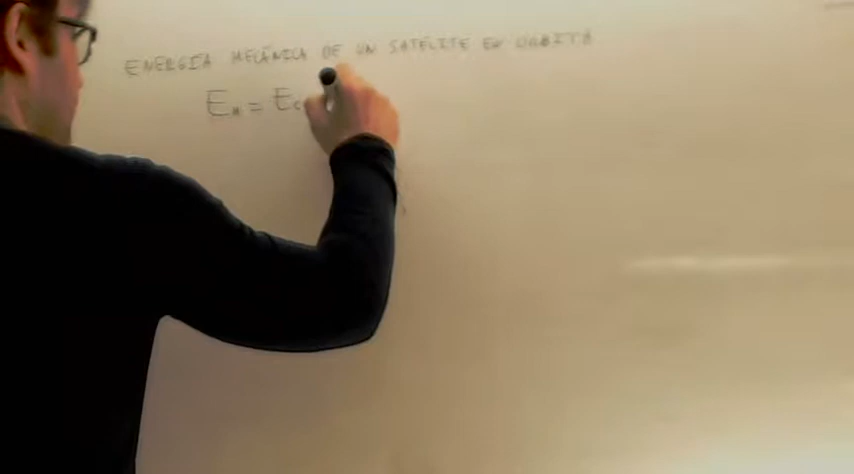 ENERGÍA MECÁNICA DE UN SATÉLITE EN ÓRBITA
Em = Ec